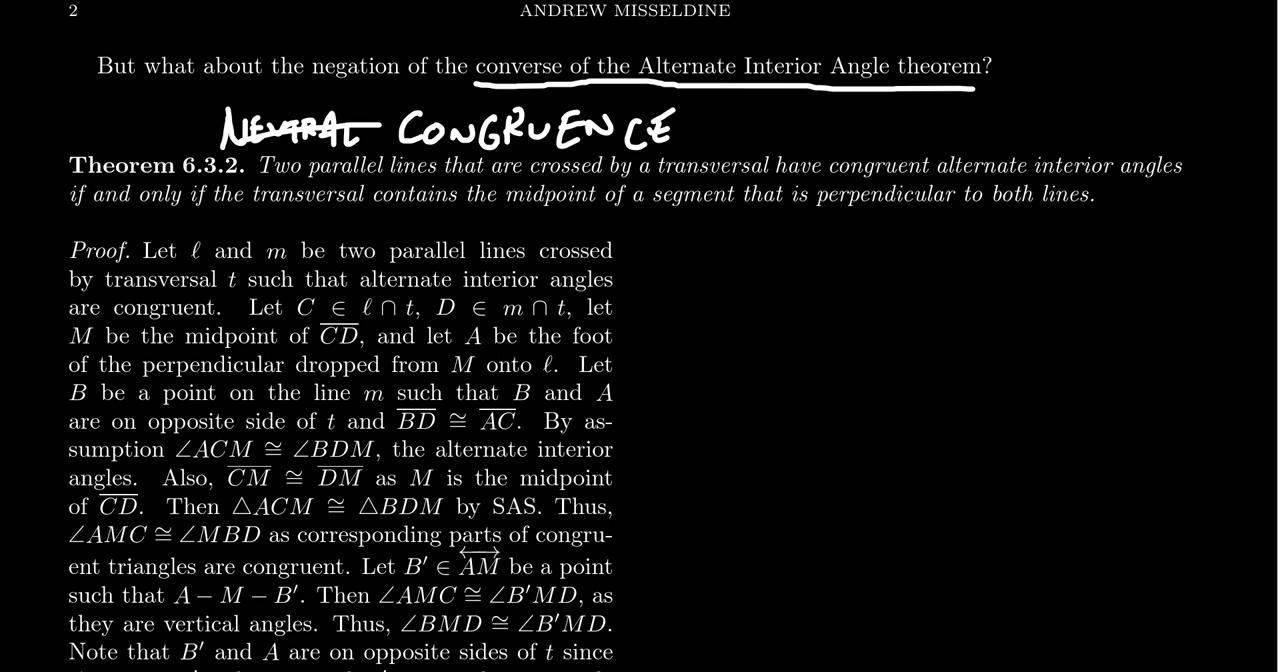 2 ANDREW MISSELDINE
But what about the negation of the converse of the Alternate Interior Angle theorem?
NEUTRAL CONGRUENCE
Theorem 6.3.2. Two parallel lines that are crossed by a transversal have congruent alternate interior angles
if and only if the transversal contains the midpoint of a segment that is perpendicular to both lines.
Proof. Let ℓ and m be two parallel lines crossed
by transversal t such that alternate interior angles
are congruent. Let C ∈ ℓ ∩ t, D ∈ m ∩ t, let
M be the midpoint of C̅D̅, and let A be the foot
of the perpendicular dropped from M onto ℓ. Let
B be a point on the line m such that B and A
are on opposite side of t and B̅D̅ ≅ A̅C̅. By as-
sumption ∠ACM ≅ ∠BDM, the alternate interior
angles. Also, C̅M̅ ≅ D̅M̅ as M is the midpoint
of C̅D̅. Then △ACM ≅ △BDM by SAS. Thus,
∠AMC ≅ ∠MBD as corresponding parts of congru-
ent triangles are congruent. Let B′ ∈ A͟M⃡ be a point
such that A − M − B′. Then ∠AMC ≅ ∠B′MD, as
they are vertical angles. Thus, ∠BMD ≅ ∠B′MD.
Note that B′ and A are on opposite sides of t since